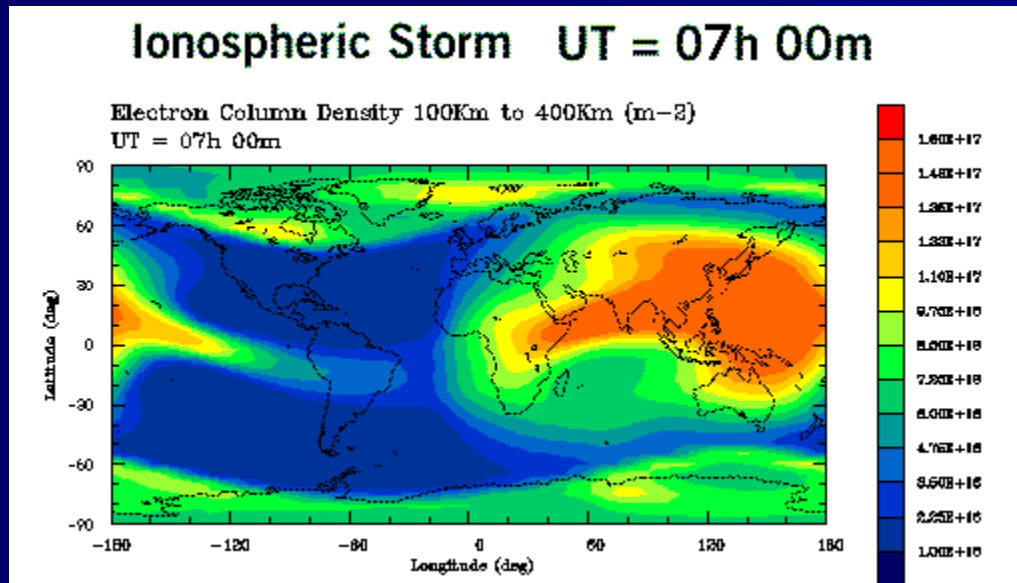 Ionospheric Storm UT = 07h 00m
Electron Column Density 100Km to 400Km (m-2)
UT = 07h 00m
90
60
30
0
-30
-60
-90
Latitude (deg)
-180 -120 -60 0 60 120 180
Longitude (deg)
1.60E+17
1.48E+17
1.35E+17
1.23E+17
1.10E+17
9.75E+16
8.50E+16
7.25E+16
6.00E+16
4.75E+16
3.50E+16
2.25E+16
1.00E+16